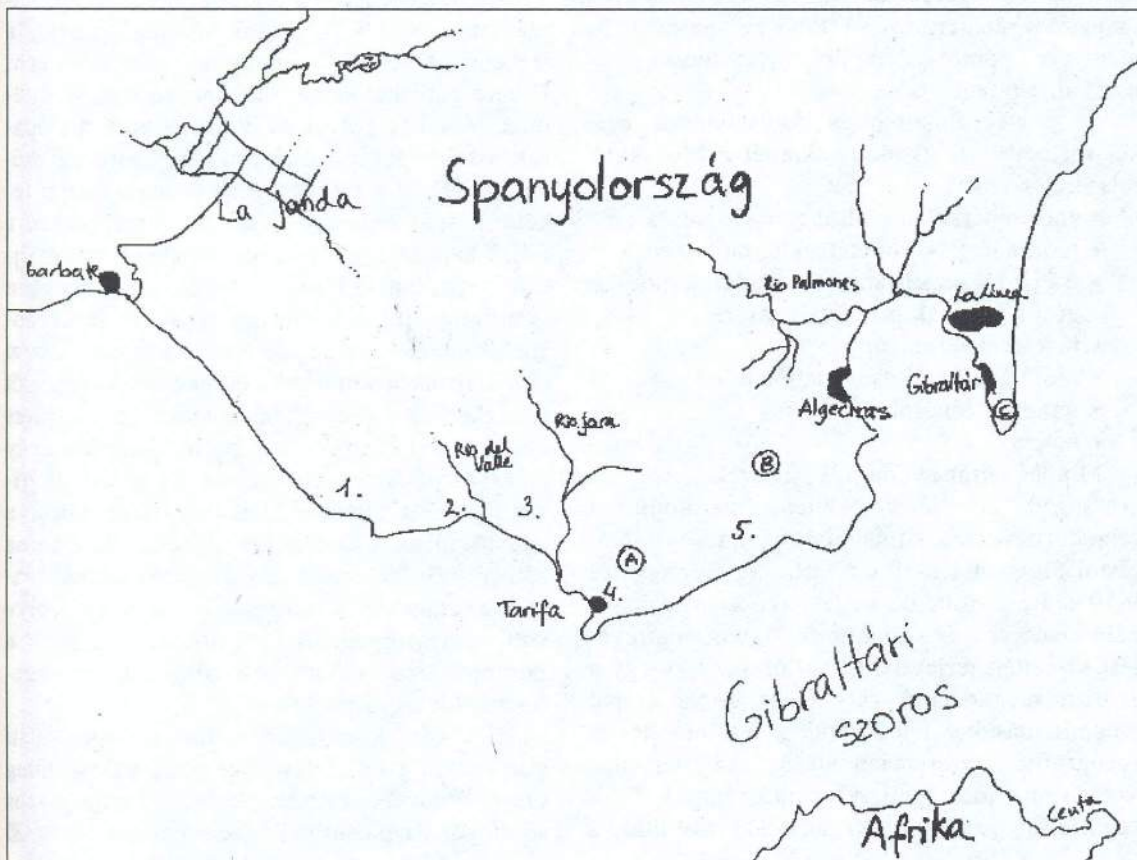 Spanyolország
La Janda
barbate
Rio Palmones
La Linea
Gibraltár
C
Algeciras
Rio Jara
Rio del
Valle
B
1.
2.
3.
5.
A
4.
Tarifa
Gibraltári
szoros
Afrika
Ceuta